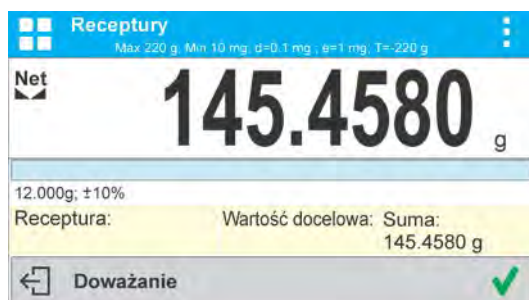 Receptury
Max 220 g; Min 10 mg; d=0.1 mg ; e=1 mg; T=-220 g
Net
145.4580 g
12.000g; ±10%
Receptura: Wartość docelowa: Suma:
145.4580 g
Doważanie